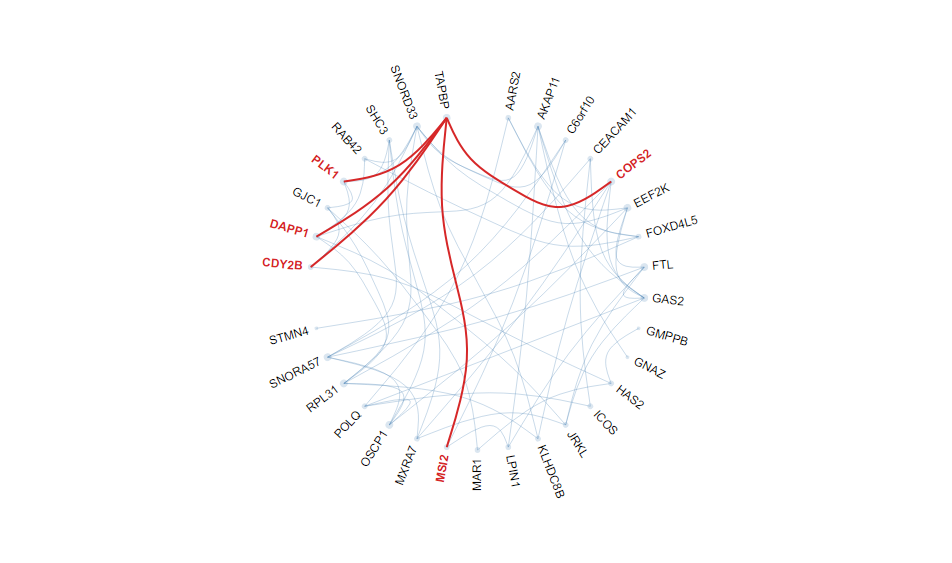 TAPBP
AARS2
AKAP11
C6orf10
CEACAM1
COPS2
EEF2K
FOXD4L5
FTL
GAS2
GMPPB
GNAZ
HAS2
ICOS
JRKL
KLHDC8B
LPIN1
MAR1
MSI2
MXRA7
OSCP1
POLQ
RPL31
SNORA57
STMN4
CDY2B
DAPP1
GJC1
PLK1
RAB42
SHC3
SNORD33